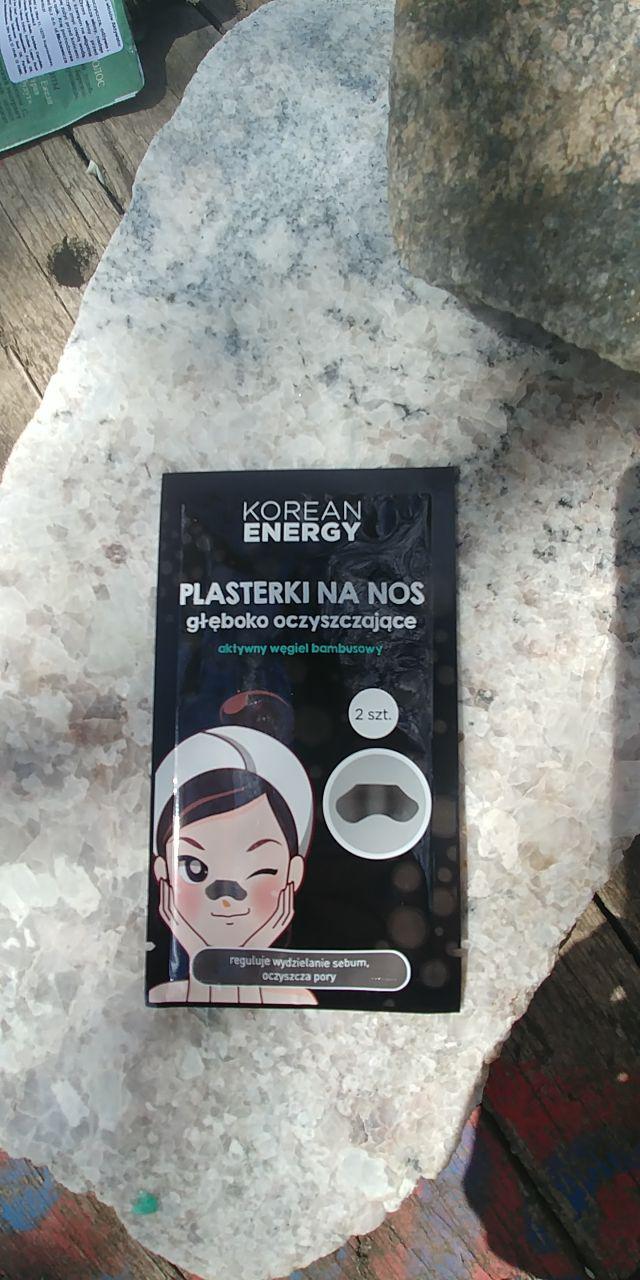 KOREAN
ENERGY
PLASTERKI NA NOS
głęboko oczyszczające
aktywny węgiel bambusowy
2 szt.
reguluje wydzielanie sebum,
oczyszcza pory